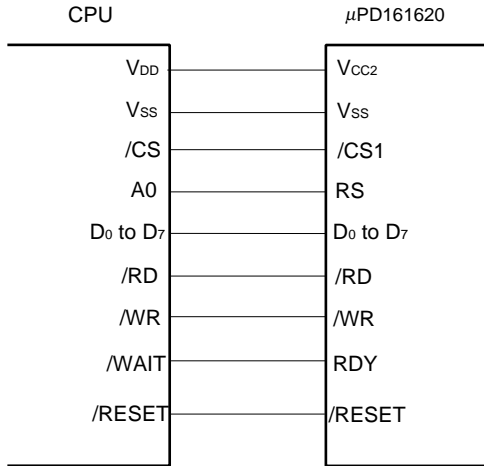 CPU μPD161620
VDD VCC2
VSS VSS
/CS /CS1
A0 RS
D0 to D7 D0 to D7
/RD /RD
/WR /WR
/WAIT RDY
/RESET /RESET